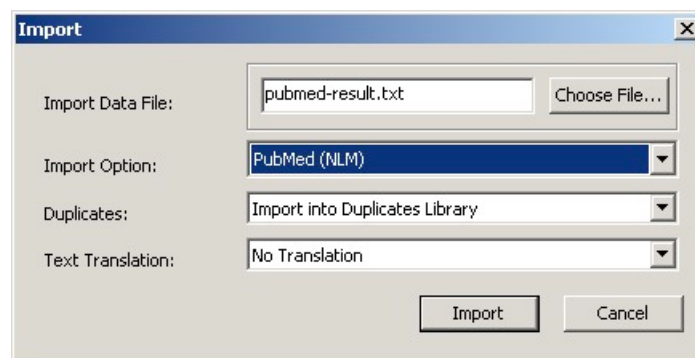 Import
Import Data File: pubmed-result.txt Choose File...
Import Option: PubMed (NLM)
Duplicates: Import into Duplicates Library
Text Translation: No Translation
Import Cancel